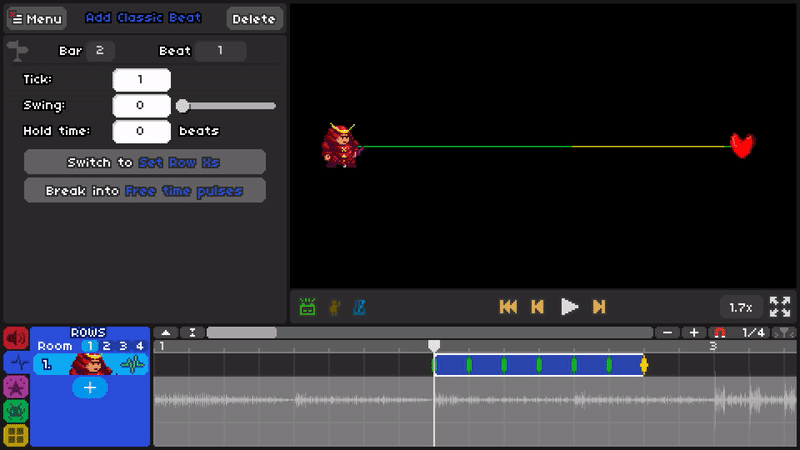 Menu Add Classic Beat Delete
Bar 2 Beat 1
Tick: 1
Swing: 0
Hold time: 0 beats
Switch to Set Row Xs
Break into Free time pulses
1.7x
ROWS
Room 1 2 3 4
1.
+
1 3
- + 1/4